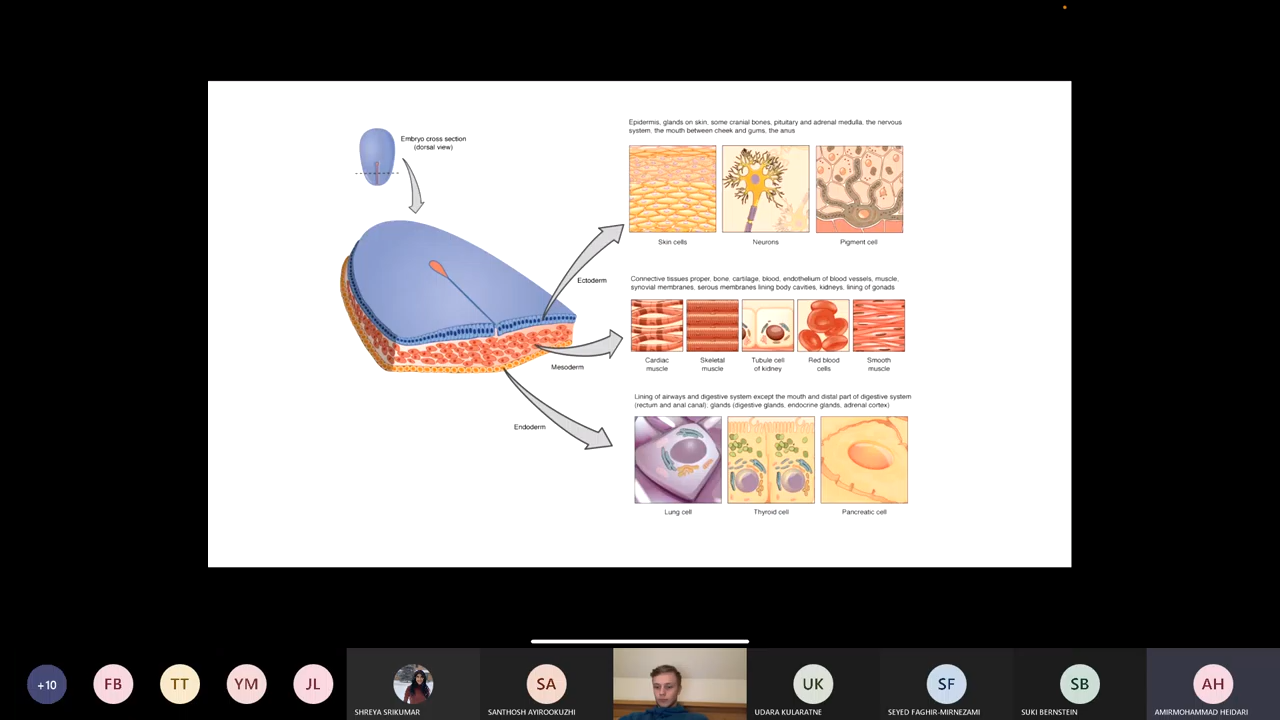 Epidermis, glands on skin, some cranial bones, pituitary and adrenal medulla, the nervous
system, the mouth between cheek and gums, the anus
Embryo cross section
(dorsal view)
Skin cells
Neurons
Pigment cell
Ectoderm
Connective tissues proper, bone, cartilage, blood, endothelium of blood vessels, muscle,
synovial membranes, serous membranes lining body cavities, kidneys, lining of gonads
Mesoderm
Cardiac
muscle
Skeletal
muscle
Tubule cell
of kidney
Red blood
cells
Smooth
muscle
Lining of airways and digestive system except the mouth and distal part of digestive system
(rectum and anal canal); glands (digestive glands, endocrine glands, adrenal cortex)
Endoderm
Lung cell
Thyroid cell
Pancreatic cell
+10
FB
TT
YM
JL
SHREYA SRIKUMAR
SA
SANTHOSH AYIROOKUZHI
UK
UDARA KULARATNE
SF
SEYED FAGHIR-MIRNEZAMI
SB
SUKI BERNSTEIN
AH
AMIRMOHAMMAD HEIDARI